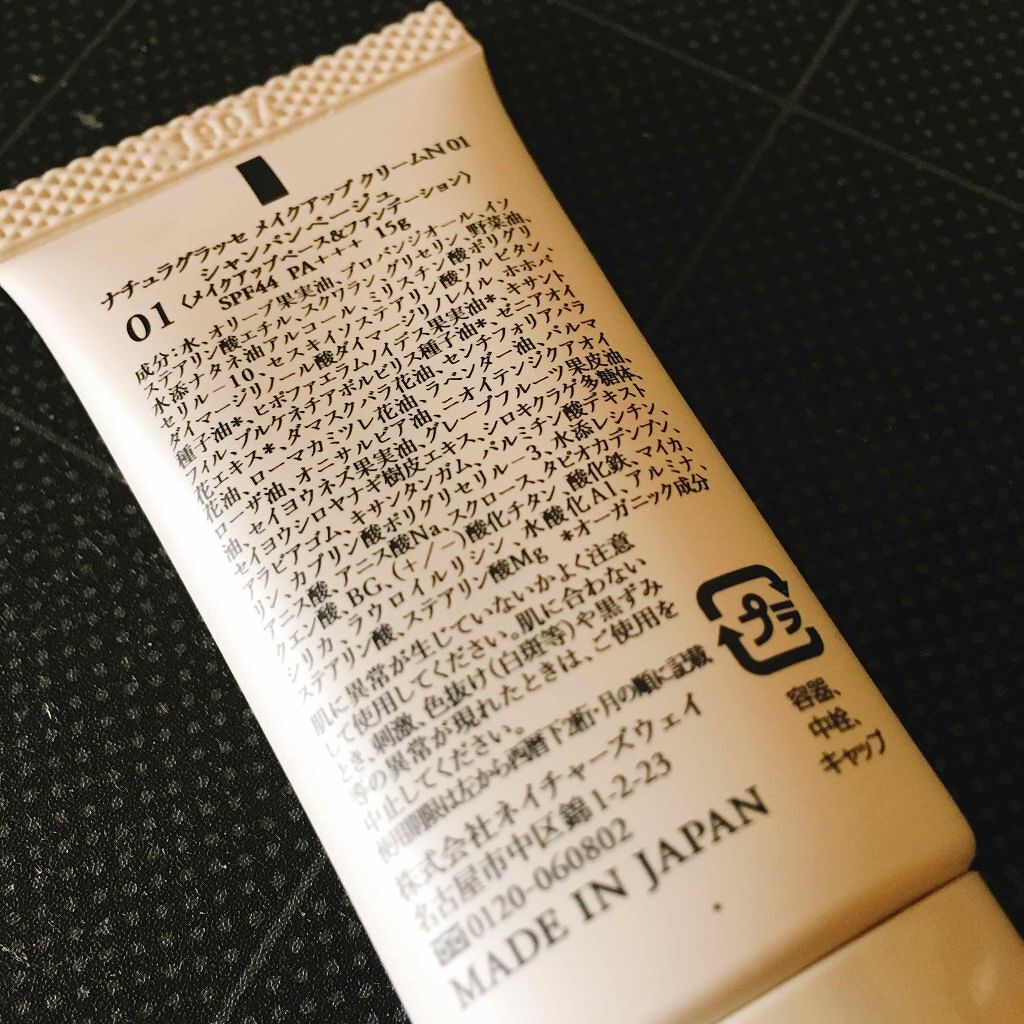 ナチュラグラッセ メイクアップ クリームN 01
シャンパンベージュ
01〈メイクアップベース&ファンデーション〉
SPF44 PA+++ 15g
成分:水、オリーブ果実油、プロパンジオール、イソ
ステアリン酸エチル、スクワラン、グリセリン、野菜油、
水添ナタネ油アルコール、ミリスチン酸ポリグリ
セリル-10、セスキイソステアリン酸ソルビタン、
ダイマージリノール酸ダイマージリノレイル、ホホバ
種子油*、ヒポファエラムノイデス果実油*、キサント
フィル、プルケネチアボルビリス種子油*、ゼニアオイ
花エキス*、ダマスクバラ花油、センチフォリアバラ
花油、ローマカミツレ花油、ラベンダー油、パルマ
ローザ油、オニサルビア油、ニオイテンジクアオイ
油、セイヨウネズ果実油、グレープフルーツ果皮油、
セイヨウシロヤナギ樹皮エキス、シロキクラゲ多糖体、
アラビアゴム、キサンタンガム、パルミチン酸デキスト
リン、カプリン酸ポリグリセリル-3、水添レシチン、
アニス酸、アニス酸Na、スクロース、タピオカデンプン、
クエン酸、BG、(+/-)酸化チタン、酸化鉄、マイカ、
シリカ、ラウロイルリシン、水酸化Al、アルミナ、
ステアリン酸、ステアリン酸Mg *オーガニック成分
肌に異常が生じていないかよく注意
して使用してください。肌に合わない
とき、刺激、色抜け(白斑等)や黒ずみ
等の異常が現れたときは、ご使用を
中止してください。
使用期限は左から西暦下2桁・月の順に記載
株式会社ネイチャーズウェイ
名古屋市中区錦1-2-23
0120-060802
MADE IN JAPAN
プラ
容器、
中栓、
キャップ